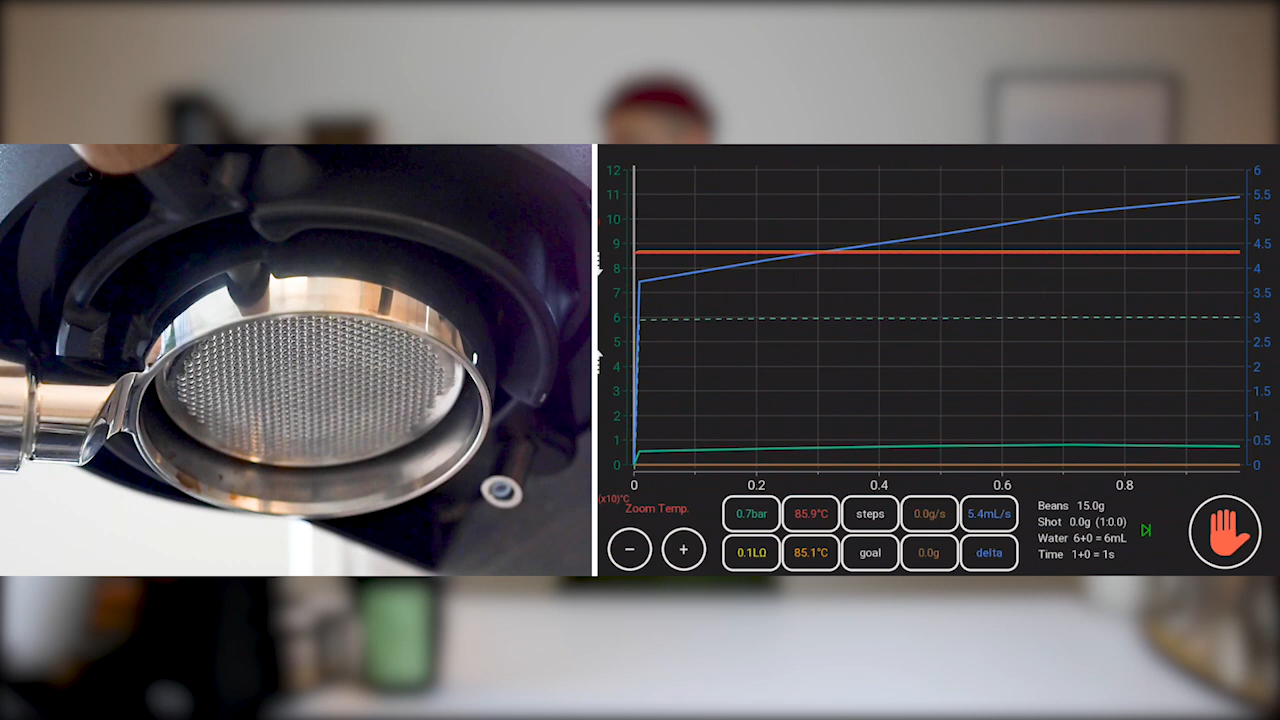 12 6
11 5.5
10 5
9 4.5
8 4
7 3.5
6 3
5 2.5
4 2
3 1.5
2 1
1 0.5
0 0
0 0.2 0.4 0.6 0.8
(x10)°C
Zoom Temp.
− +
0.7bar 85.9°C steps 0.0g/s 5.4mL/s
0.1LΩ 85.1°C goal 0.0g delta
Beans 15.0g
Shot 0.0g (1:0.0)
Water 6+0 = 6mL
Time 1+0 = 1s